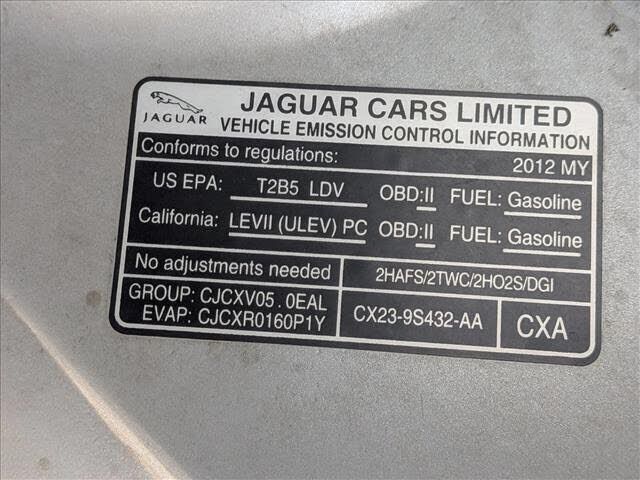 JAGUAR
JAGUAR CARS LIMITED
VEHICLE EMISSION CONTROL INFORMATION
Conforms to regulations: 2012 MY
US EPA: T2B5 LDV OBD:II FUEL: Gasoline
California: LEVII (ULEV) PC OBD:II FUEL: Gasoline
No adjustments needed 2HAFS/2TWC/2HO2S/DGI
GROUP: CJCXV05.0EAL
EVAP: CJCXR0160P1Y
CX23-9S432-AA
CXA